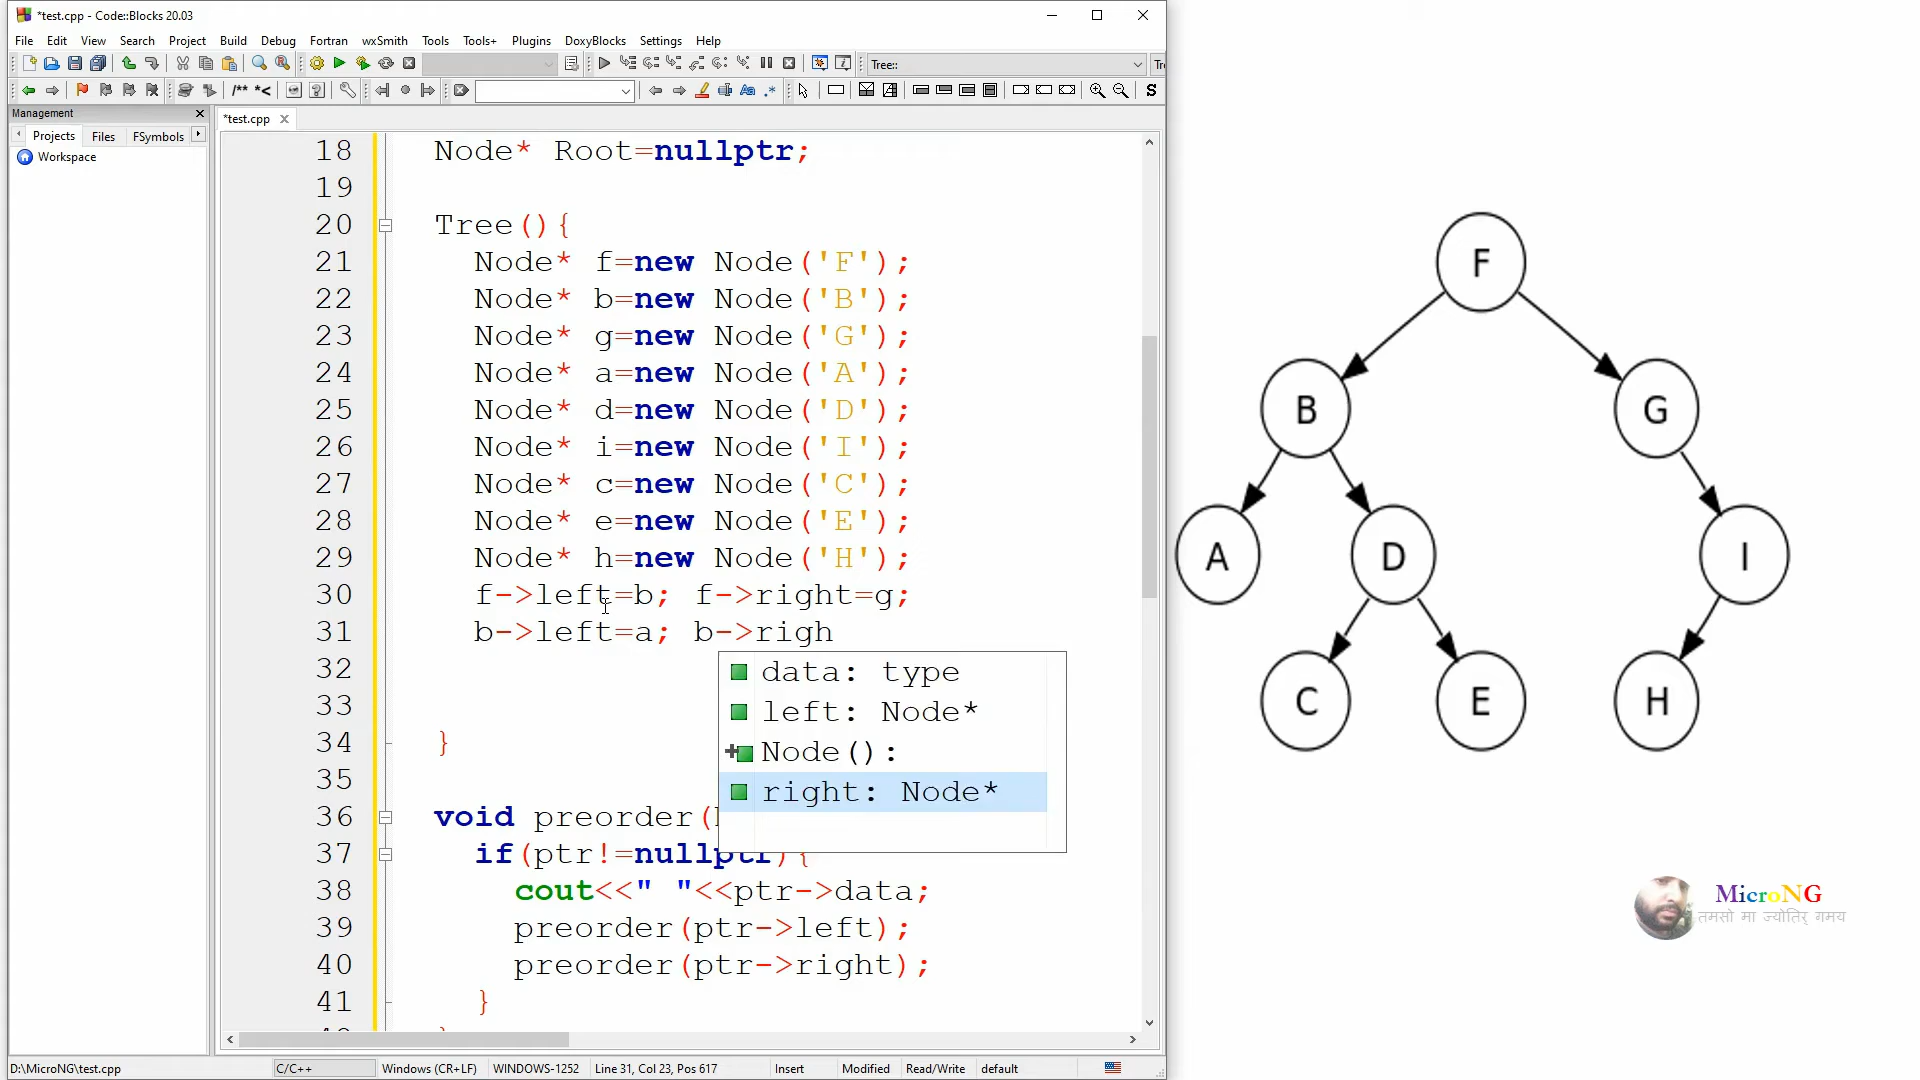 *test.cpp - Code::Blocks 20.03
File Edit View Search Project Build Debug Fortran wxSmith Tools Tools+ Plugins DoxyBlocks Settings Help
Tree::
/** *< Aa .* S
Management
*test.cpp
Projects Files FSymbols
Workspace
18 Node* Root=nullptr;
19
20 Tree(){
21 Node* f=new Node('F');
22 Node* b=new Node('B');
23 Node* g=new Node('G');
24 Node* a=new Node('A');
25 Node* d=new Node('D');
26 Node* i=new Node('I');
27 Node* c=new Node('C');
28 Node* e=new Node('E');
29 Node* h=new Node('H');
30 f->left=b; f->right=g;
31 b->left=a; b->righ
32
33
34 }
35
36 void preorder(
37 if(ptr!=nullptr){
38 cout<<" "<<ptr->data;
39 preorder(ptr->left);
40 preorder(ptr->right);
41 }
data: type
left: Node*
Node():
right: Node*
D:\MicroNG\test.cpp C/C++ Windows (CR+LF) WINDOWS-1252 Line 31, Col 23, Pos 617 Insert Modified Read/Write default
F
B G
A D I
C E H
MicroNG
तमसो मा ज्योतिर् गमय